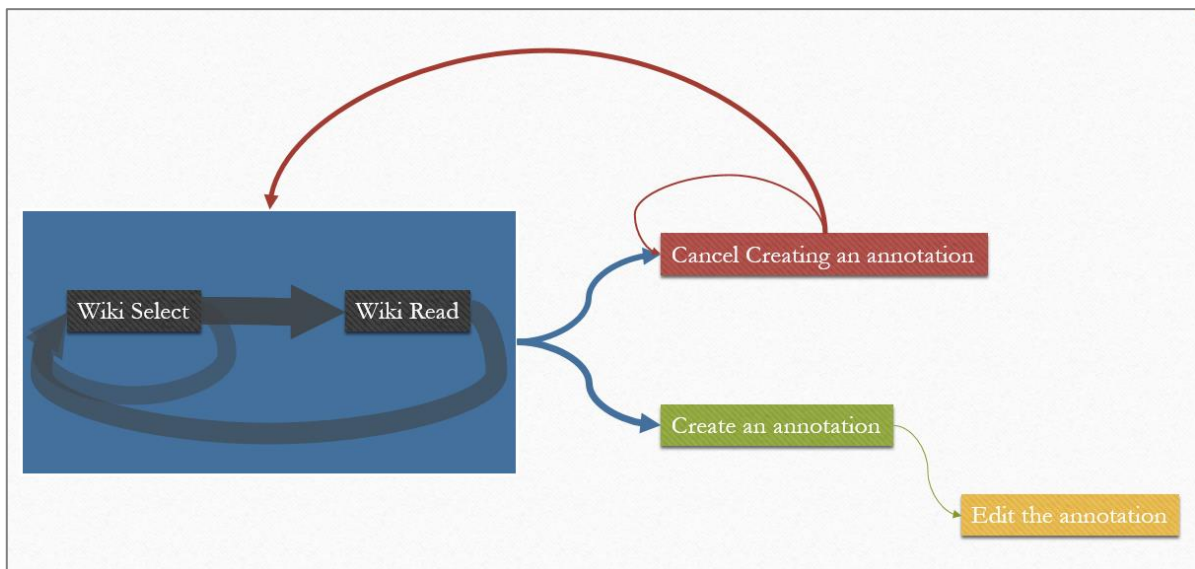 Cancel Creating an annotation
Wiki Select
Wiki Read
Create an annotation
Edit the annotation